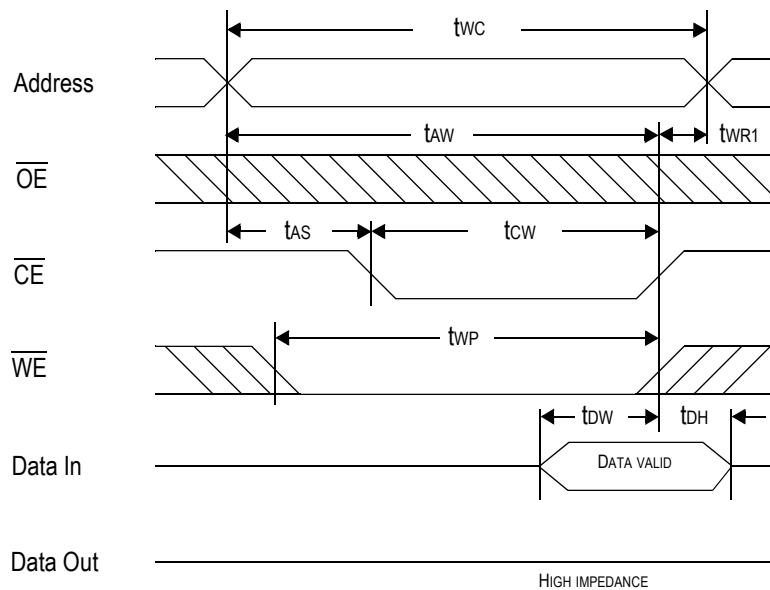 tWC
Address
tAW
tWR1
OE
tAS
tCW
CE
tWP
WE
tDW
tDH
Data In
DATA VALID
Data Out
HIGH IMPEDANCE